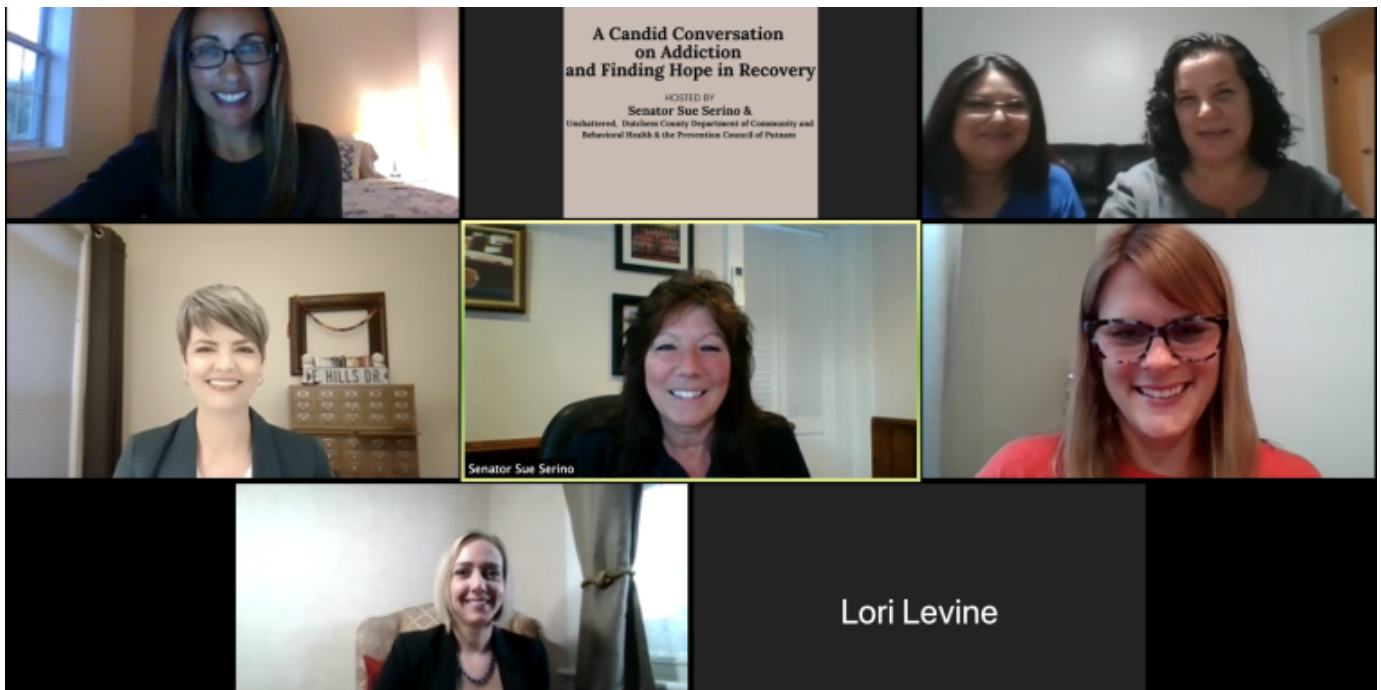 A Candid Conversation
on Addiction
and Finding Hope in Recovery
HOSTED BY
Senator Sue Serino &
Unshattered, Dutchess County Department of Community and
Behavioral Health & the Prevention Council of Putnam
E HILLS DR
Senator Sue Serino
Lori Levine